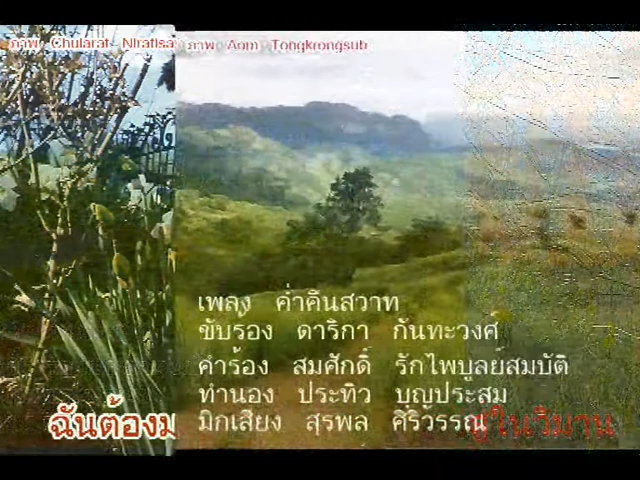 ภาพ Chularat Niratisa
ภาพ Aom Tongkrongsub
เพลง ค่ำคืนสวาท
ขับร้อง ดาริกา กันทะวงศ์
คำร้อง สมศักดิ์ รักไพบูลย์สมบัติ
ทำนอง ประทิว บุญประสม
มิกเสียง สุรพล ศิริวรรณ
ฉันต้องม
สู่ในวิมาน